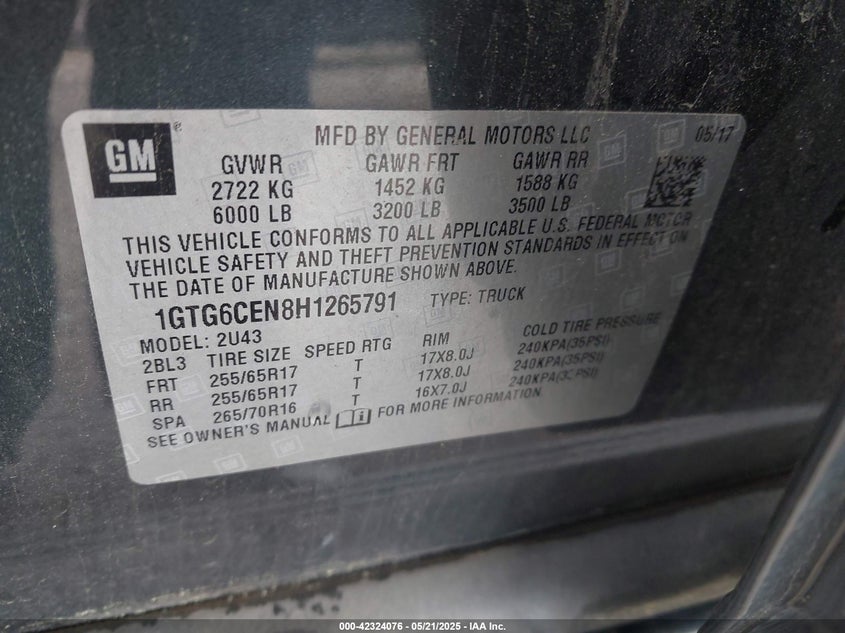 GM ® MFD BY GENERAL MOTORS LLC 05/17
GVWR GAWR FRT GAWR RR
2722 KG 1452 KG 1588 KG
6000 LB 3200 LB 3500 LB
THIS VEHICLE CONFORMS TO ALL APPLICABLE U.S. FEDERAL MOTOR
VEHICLE SAFETY AND THEFT PREVENTION STANDARDS IN EFFECT ON
THE DATE OF MANUFACTURE SHOWN ABOVE.
1GTG6CEN8H1265791 TYPE: TRUCK
MODEL: 2U43
2BL3 TIRE SIZE SPEED RTG RIM COLD TIRE PRESSURE
FRT 255/65R17 T 17X8.0J 240KPA(35PSI)
RR 255/65R17 T 17X8.0J 240KPA(35PSI)
SPA 265/70R16 T 16X7.0J
SEE OWNER'S MANUAL FOR MORE INFORMATION
000-42324076 - 05/21/2025 - IAA Inc.